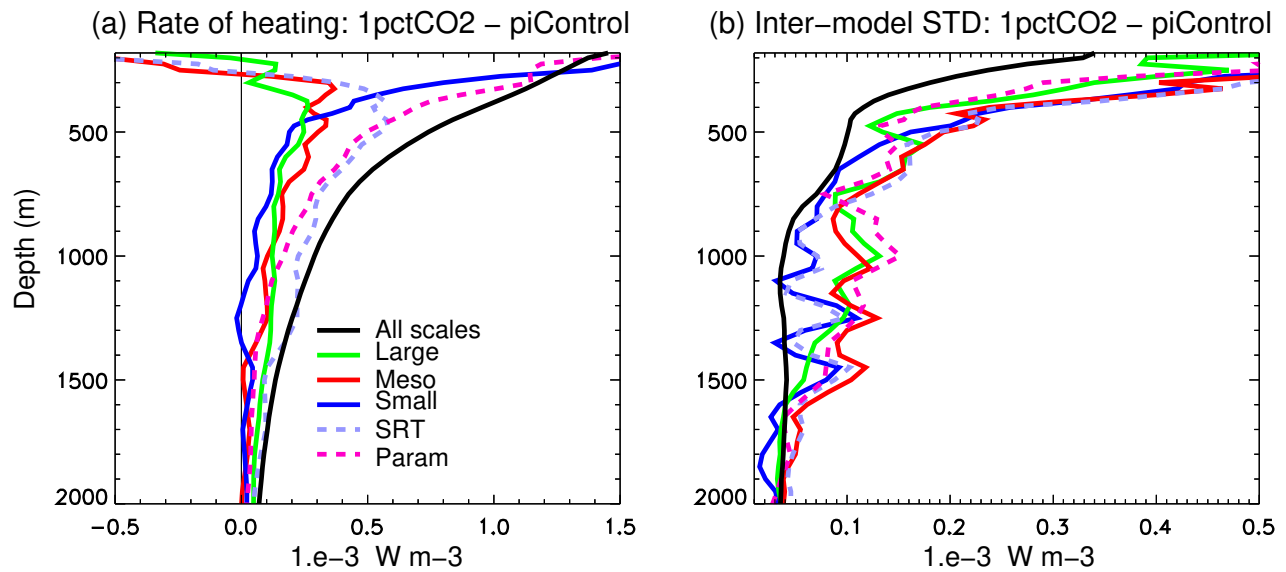 (a) Rate of heating: 1pctCO2 − piControl
(b) Inter−model STD: 1pctCO2 − piControl
Depth (m)
500
1000
1500
2000
−0.5
0.0
0.5
1.0
1.5
1.e−3 W m−3
All scales
Large
Meso
Small
SRT
Param
500
1000
1500
2000
0.1
0.2
0.3
0.4
0.5
1.e−3 W m−3